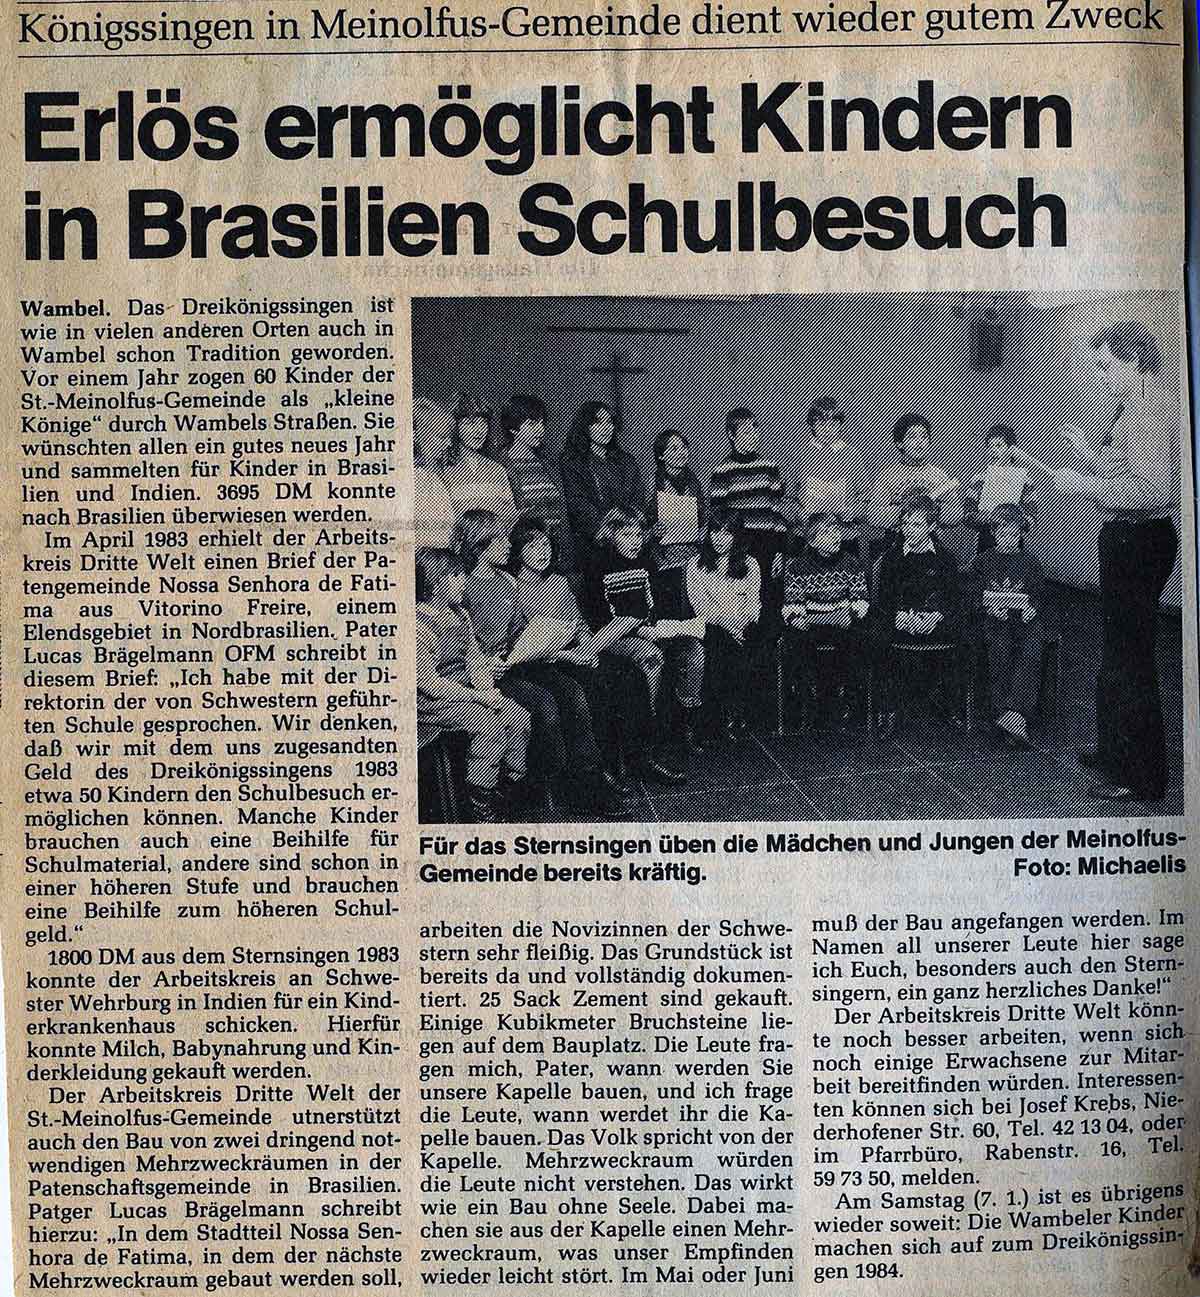 Königssingen in Meinolfus-Gemeinde dient wieder gutem Zweck
Erlös ermöglicht Kindern
in Brasilien Schulbesuch
Wambel. Das Dreikönigssingen ist
wie in vielen anderen Orten auch in
Wambel schon Tradition geworden.
Vor einem Jahr zogen 60 Kinder der
St.-Meinolfus-Gemeinde als „kleine
Könige“ durch Wambels Straßen. Sie
wünschten allen ein gutes neues Jahr
und sammelten für Kinder in Brasi-
lien und Indien. 3695 DM konnte
nach Brasilien überwiesen werden.
Im April 1983 erhielt der Arbeits-
kreis Dritte Welt einen Brief der Pa-
tengemeinde Nossa Senhora de Fati-
ma aus Vitorino Freire, einem
Elendsgebiet in Nordbrasilien. Pater
Lucas Brägelmann OFM schreibt in
diesem Brief: „Ich habe mit der Di-
rektorin der von Schwestern geführ-
ten Schule gesprochen. Wir denken,
daß wir mit dem uns zugesandten
Geld des Dreikönigssingens 1983
etwa 50 Kindern den Schulbesuch er-
möglichen können. Manche Kinder
brauchen auch eine Beihilfe für
Schulmaterial, andere sind schon in
einer höheren Stufe und brauchen
eine Beihilfe zum höheren Schul-
geld.“
1800 DM aus dem Sternsingen 1983
konnte der Arbeitskreis an Schwe-
ster Wehrburg in Indien für ein Kind-
erkrankenhaus schicken. Hierfür
konnte Milch, Babynahrung und Kin-
derkleidung gekauft werden.
Der Arbeitskreis Dritte Welt der
St.-Meinolfus-Gemeinde utnerstützt
auch den Bau von zwei dringend not-
wendigen Mehrzweckräumen in der
Patenschaftsgemeinde in Brasilien.
Patger Lucas Brägelmann schreibt
hierzu: „In dem Stadtteil Nossa Sen-
hora de Fatima, in dem der nächste
Mehrzweckraum gebaut werden soll,
Für das Sternsingen üben die Mädchen und Jungen der Meinolfus-
Gemeinde bereits kräftig. Foto: Michaelis
arbeiten die Novizinnen der Schwe-
stern sehr fleißig. Das Grundstück ist
bereits da und vollständig dokumen-
tiert. 25 Sack Zement sind gekauft.
Einige Kubikmeter Bruchsteine lie-
gen auf dem Bauplatz. Die Leute fra-
gen mich, Pater, wann werden Sie
unsere Kapelle bauen, und ich frage
die Leute, wann werdet ihr die Ka-
pelle bauen. Das Volk spricht von der
Kapelle. Mehrzweckraum würden
die Leute nicht verstehen. Das wirkt
wie ein Bau ohne Seele. Dabei ma-
chen sie aus der Kapelle einen Mehr-
zweckraum, was unser Empfinden
wieder leicht stört. Im Mai oder Juni
muß der Bau angefangen werden. Im
Namen all unserer Leute hier sage
ich Euch, besonders auch den Stern-
singern, ein ganz herzliches Danke!“
Der Arbeitskreis Dritte Welt könn-
te noch besser arbeiten, wenn sich
noch einige Erwachsene zur Mitar-
beit bereitfinden würden. Interessen-
ten können sich bei Josef Krebs, Nie-
derhofener Str. 60, Tel. 42 13 04, oder
im Pfarrbüro, Rabenstr. 16, Tel.
59 73 50, melden.
Am Samstag (7. 1.) ist es übrigens
wieder soweit: Die Wambeler Kinder
machen sich auf zum Dreikönigssin-
gen 1984.